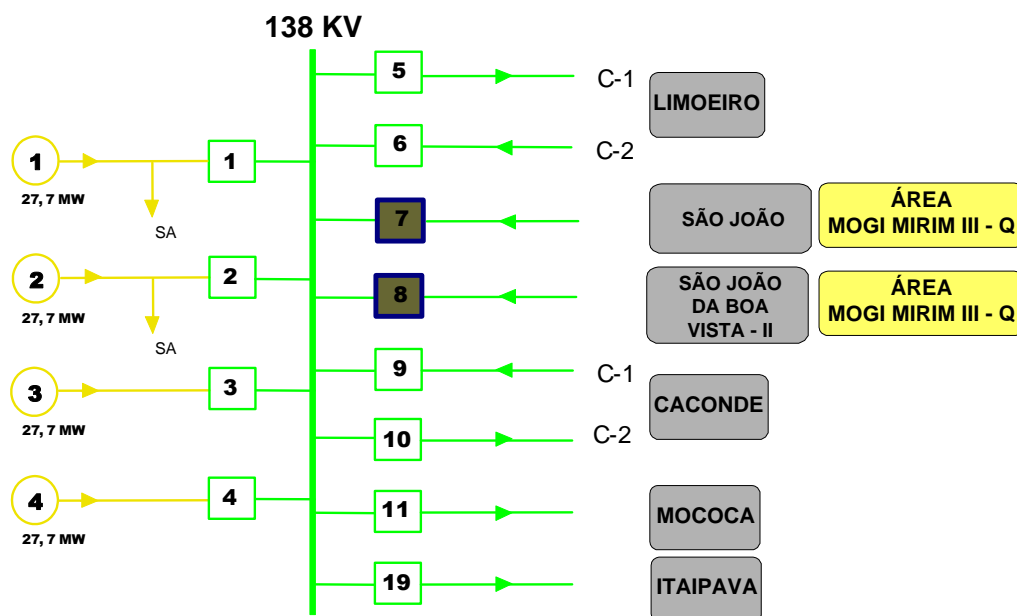 138 KV
5
C-1
LIMOEIRO
1
1
6
C-2
27, 7 MW
SA
7
SÃO JOÃO
ÁREA
MOGI MIRIM III - Q
2
2
27, 7 MW
SA
8
SÃO JOÃO
DA BOA
VISTA - II
ÁREA
MOGI MIRIM III - Q
3
3
27, 7 MW
9
C-1
CACONDE
10
C-2
4
4
27, 7 MW
11
MOCOCA
19
ITAIPAVA